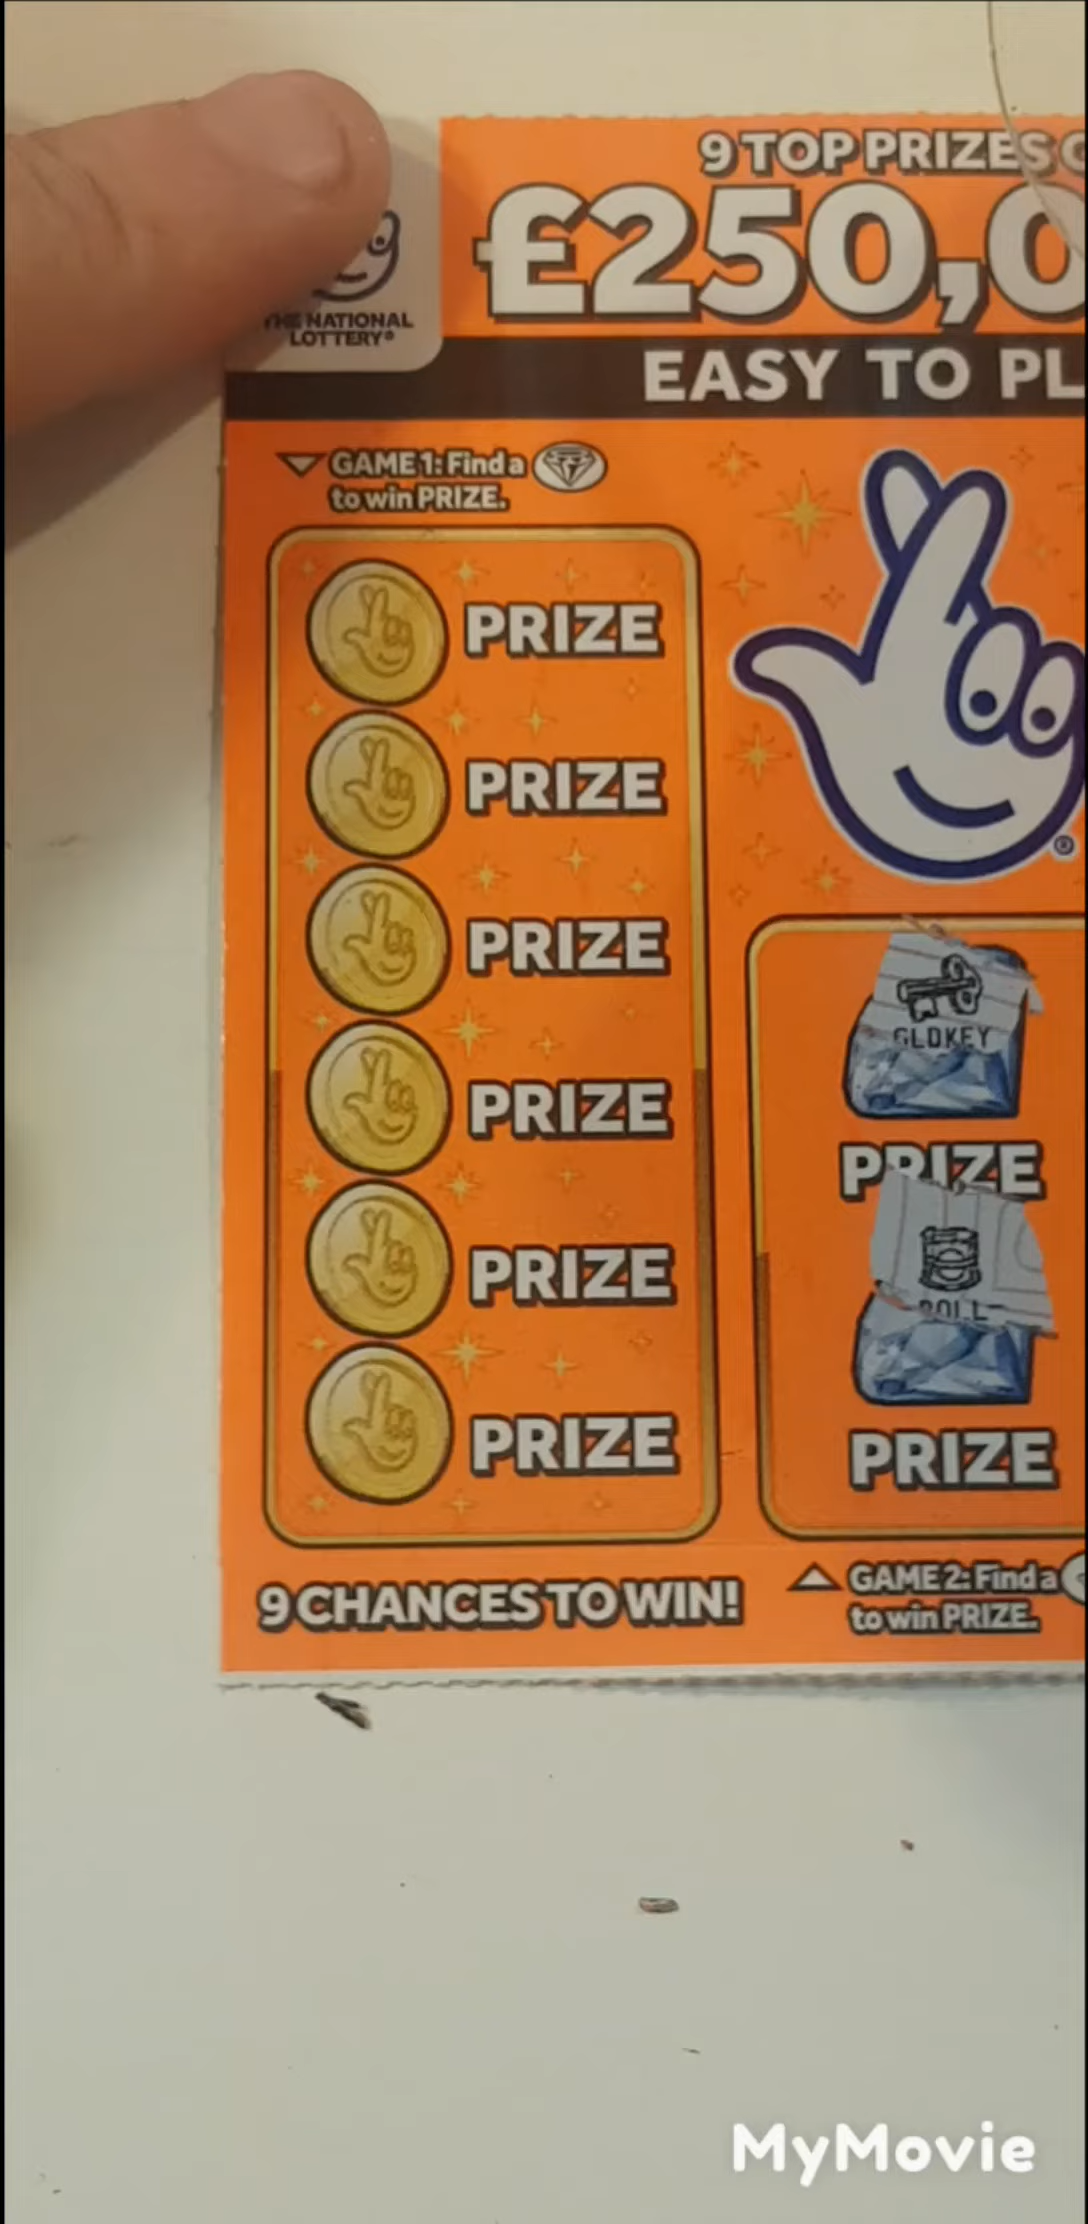 9 TOP PRIZES
£250,0
THE NATIONAL
LOTTERY®
EASY TO PL
GAME 1: Find a
to win PRIZE.
PRIZE
PRIZE
PRIZE
PRIZE
PRIZE
PRIZE
®
GLDKEY
PRIZE
ROLL
PRIZE
9 CHANCES TO WIN!
GAME 2: Find a
to win PRIZE.
MyMovie